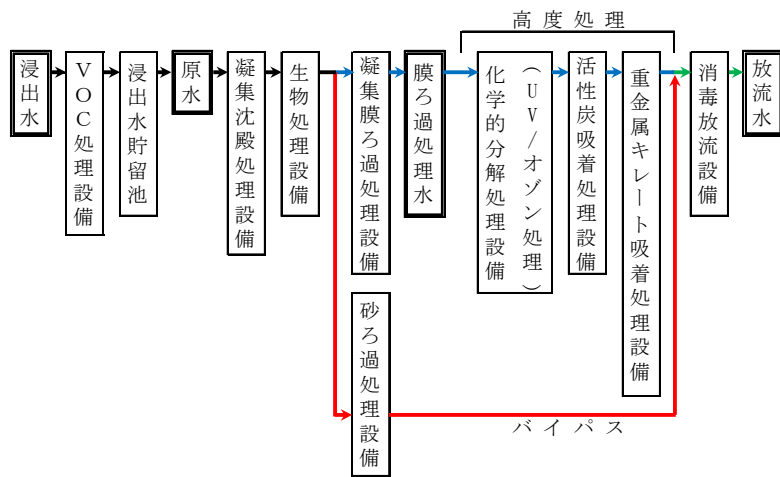 高度処理
浸出水
VOC処理設備
浸出水貯留池
原水
凝集沈殿処理設備
生物処理設備
凝集膜ろ過処理設備
膜ろ過処理水
化学的分解処理設備
（UV/オゾン処理）
活性炭吸着処理設備
重金属キレート吸着処理設備
消毒放流設備
放流水
砂ろ過処理設備
バイパス